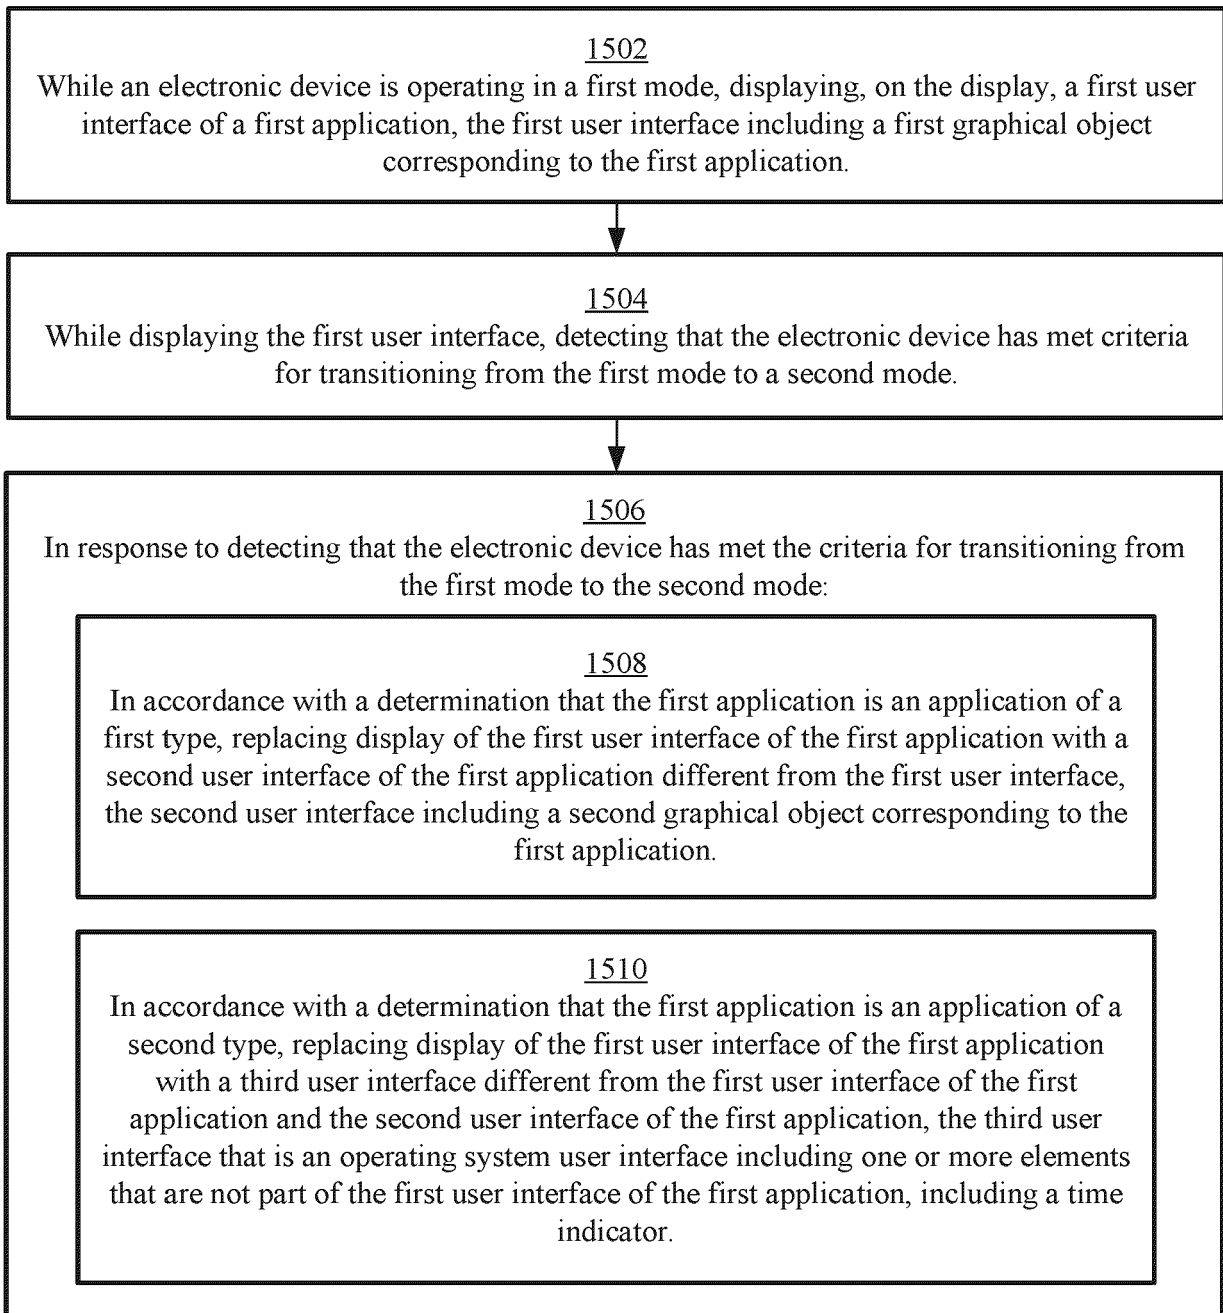 1502
While an electronic device is operating in a first mode, displaying, on the display, a first user
interface of a first application, the first user interface including a first graphical object
corresponding to the first application.
1504
While displaying the first user interface, detecting that the electronic device has met criteria
for transitioning from the first mode to a second mode.
1506
In response to detecting that the electronic device has met the criteria for transitioning from
the first mode to the second mode:
1508
In accordance with a determination that the first application is an application of a
first type, replacing display of the first user interface of the first application with a
second user interface of the first application different from the first user interface,
the second user interface including a second graphical object corresponding to the
first application.
1510
In accordance with a determination that the first application is an application of a
second type, replacing display of the first user interface of the first application
with a third user interface different from the first user interface of the first
application and the second user interface of the first application, the third user
interface that is an operating system user interface including one or more elements
that are not part of the first user interface of the first application, including a time
indicator.